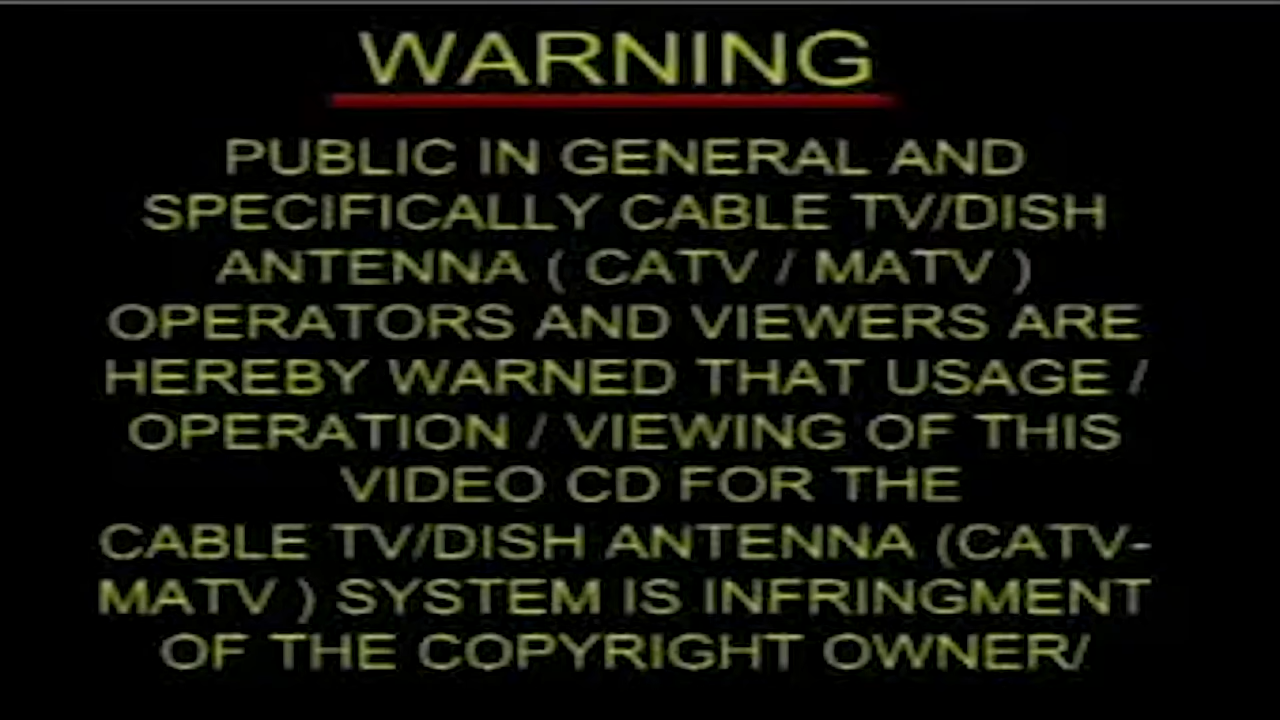 WARNING
PUBLIC IN GENERAL AND
SPECIFICALLY CABLE TV/DISH
ANTENNA ( CATV / MATV )
OPERATORS AND VIEWERS ARE
HEREBY WARNED THAT USAGE /
OPERATION / VIEWING OF THIS
VIDEO CD FOR THE
CABLE TV/DISH ANTENNA (CATV-
MATV ) SYSTEM IS INFRINGMENT
OF THE COPYRIGHT OWNER/